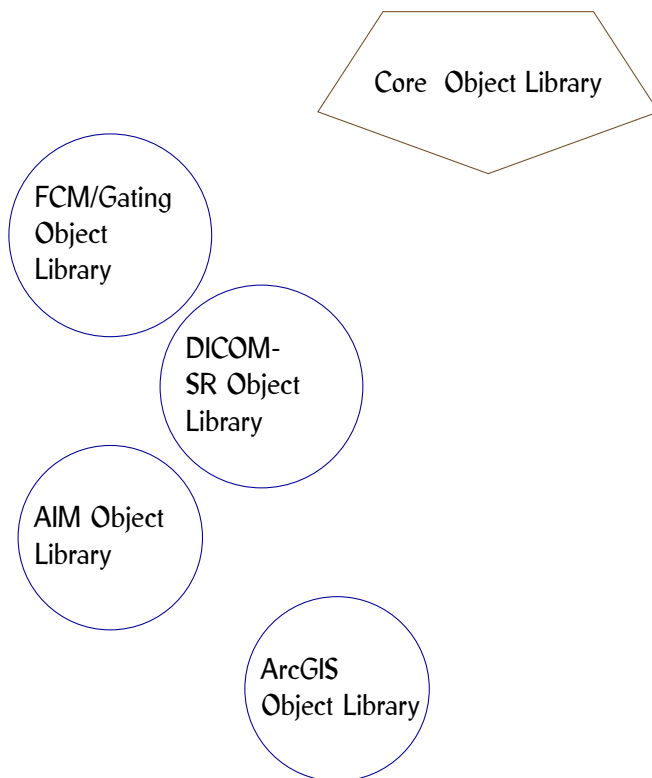 Core Object Library
FCM/Gating
Object
Library
DICOM-
SR Object
Library
AIM Object
Library
ArcGIS
Object Library